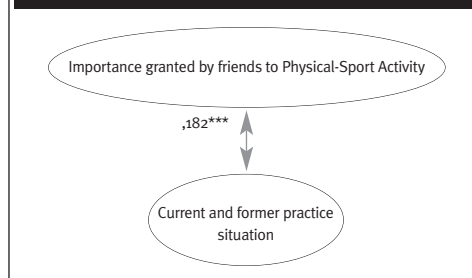 Importance granted by friends to Physical-Sport Activity
,182***
Current and former practice
situation